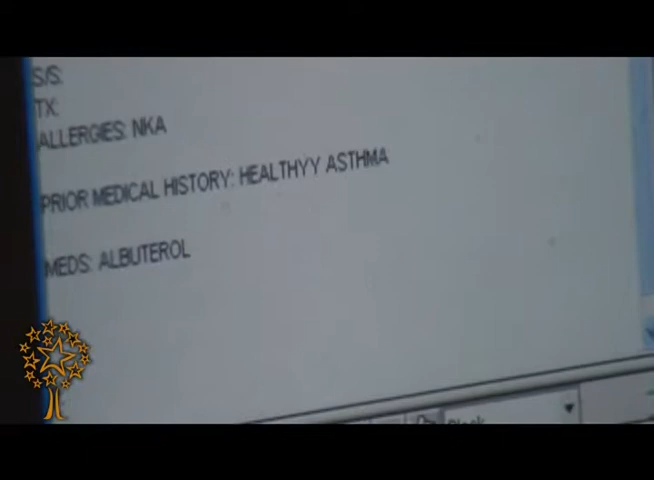 S/S:
TX:
ALLERGIES: NKA
PRIOR MEDICAL HISTORY: HEALTHYY ASTHMA
MEDS: ALBUTEROL